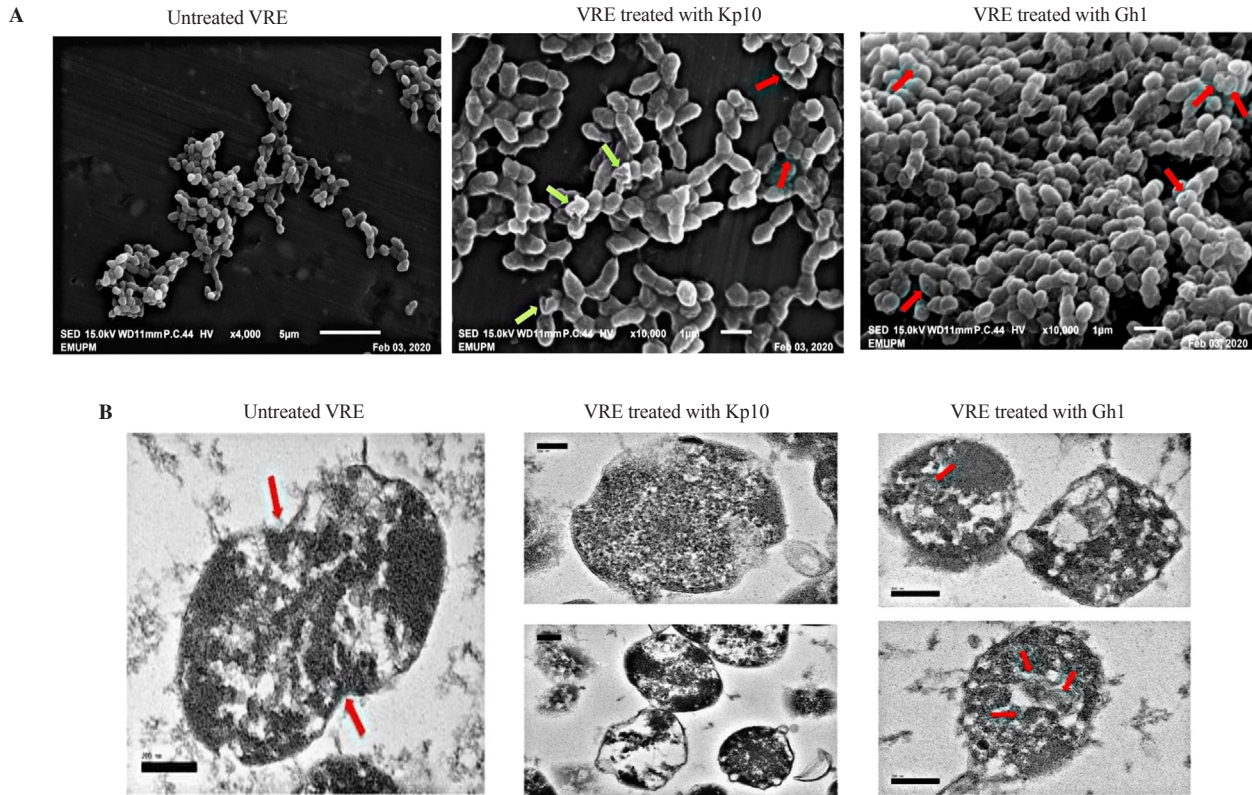 A
Untreated VRE
VRE treated with Kp10
VRE treated with Gh1
SED 15.0kV WD11mm P.C.44 HV x4,000 5µm
EMUPM Feb 03, 2020
SED 15.0kV WD11mm P.C.44 HV x10,000 1µm
EMUPM Feb 03, 2020
SED 15.0kV WD11mm P.C.44 HV x10,000 1µm
EMUPM Feb 03, 2020
B
Untreated VRE
VRE treated with Kp10
VRE treated with Gh1
200 nm